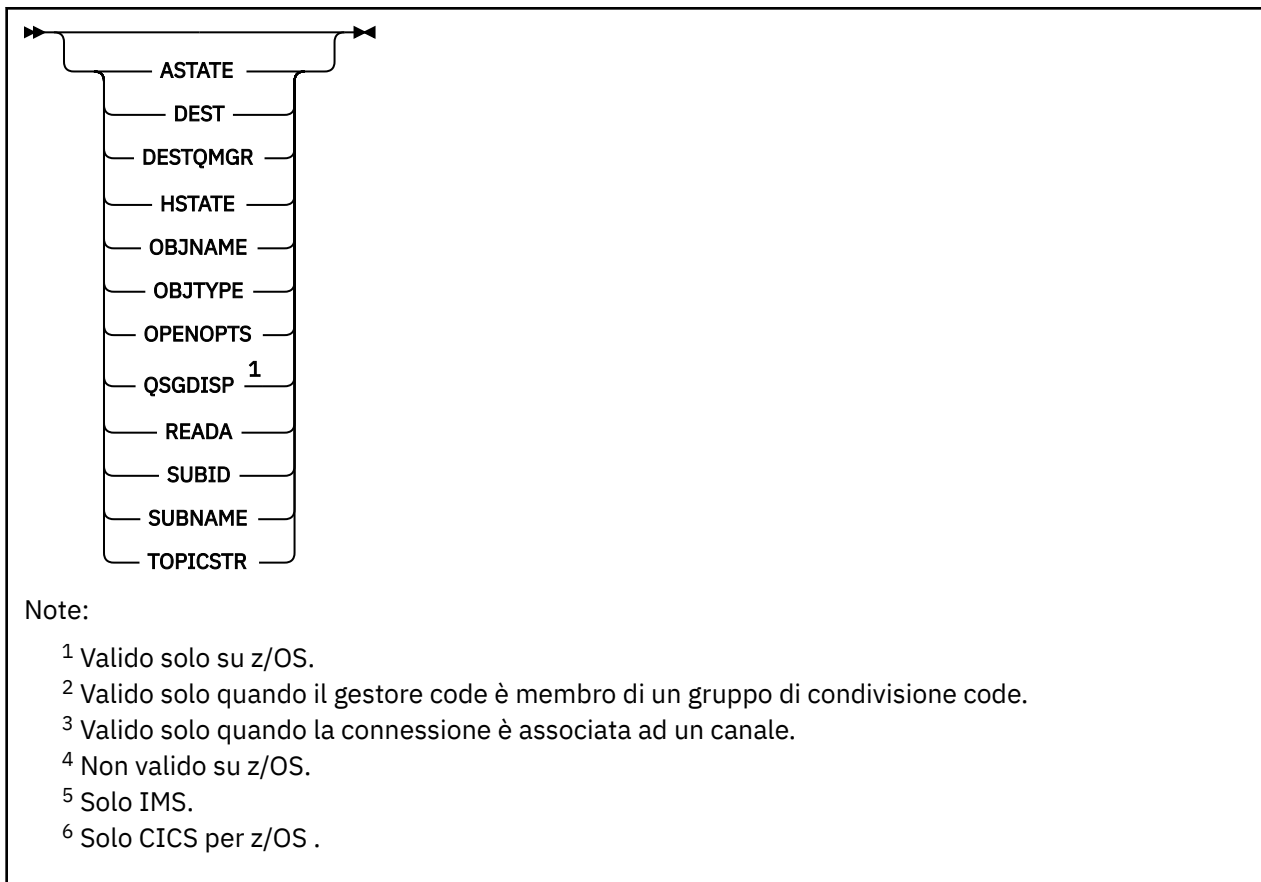 ASTATE
DEST
DESTQMGR
HSTATE
OBJNAME
OBJTYPE
OPENOPTS
QSGDISP 1
READA
SUBID
SUBNAME
TOPICSTR
Note:
1 Valido solo su z/OS.
2 Valido solo quando il gestore code è membro di un gruppo di condivisione code.
3 Valido solo quando la connessione è associata ad un canale.
4 Non valido su z/OS.
5 Solo IMS.
6 Solo CICS per z/OS .